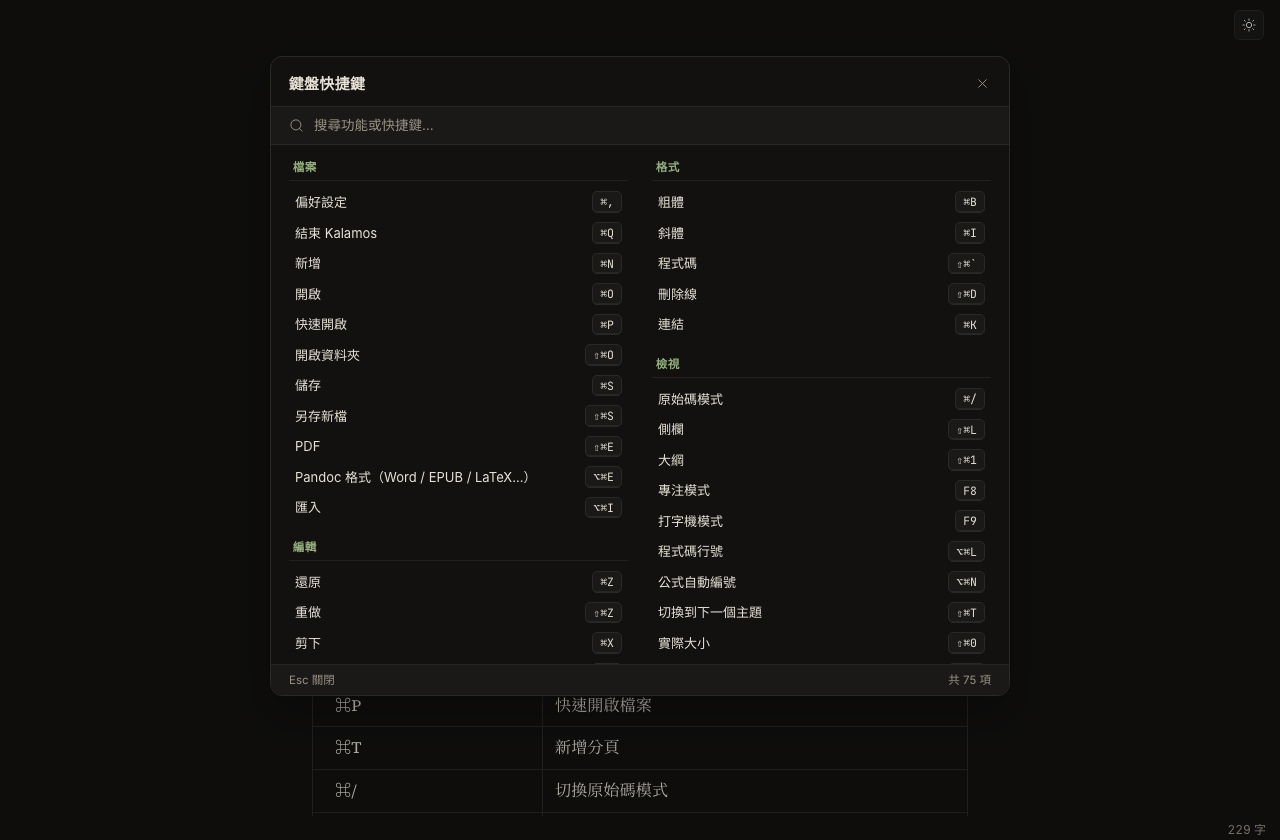 鍵盤快捷鍵
搜尋功能或快捷鍵...
檔案
偏好設定 ⌘,
結束 Kalamos ⌘Q
新增 ⌘N
開啟 ⌘O
快速開啟 ⌘P
開啟資料夾 ⇧⌘O
儲存 ⌘S
另存新檔 ⇧⌘S
PDF ⇧⌘E
Pandoc 格式（Word / EPUB / LaTeX...） ⌥⌘E
匯入 ⌥⌘I
編輯
還原 ⌘Z
重做 ⇧⌘Z
剪下 ⌘X
格式
粗體 ⌘B
斜體 ⌘I
程式碼 ⇧⌘`
刪除線 ⇧⌘D
連結 ⌘K
檢視
原始碼模式 ⌘/
側欄 ⇧⌘L
大綱 ⇧⌘1
專注模式 F8
打字機模式 F9
程式碼行號 ⌥⌘L
公式自動編號 ⌥⌘N
切換到下一個主題 ⇧⌘T
實際大小 ⇧⌘0
Esc 關閉
共 75 項
⌘P 快速開啟檔案
⌘T 新增分頁
⌘/ 切換原始碼模式
229 字